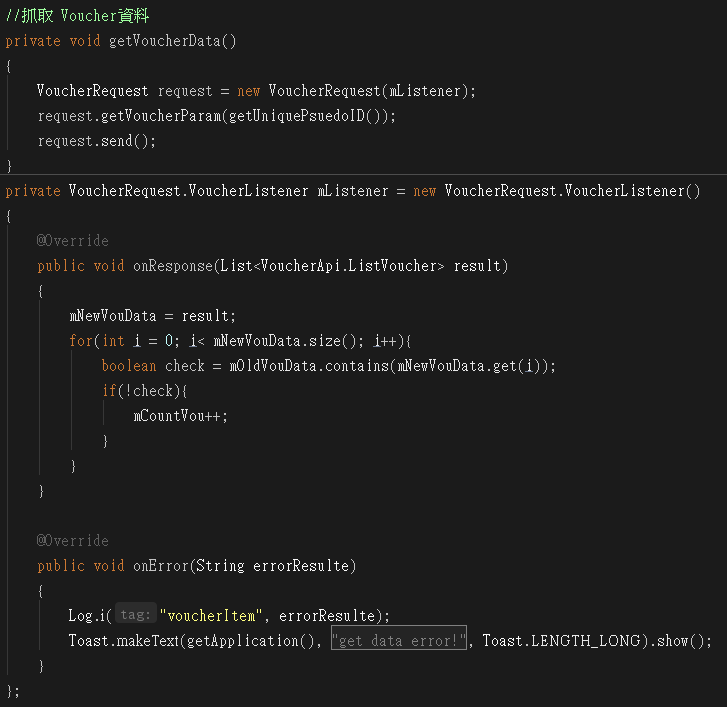 //抓取 Voucher資料
private void getVoucherData()
{
VoucherRequest request = new VoucherRequest(mListener);
request.getVoucherParam(getUniquePsuedoID());
request.send();
}
private VoucherRequest.VoucherListener mListener = new VoucherRequest.VoucherListener()
{
@Override
public void onResponse(List<VoucherApi.ListVoucher> result)
{
mNewVouData = result;
for(int i = 0; i< mNewVouData.size(); i++){
boolean check = mOldVouData.contains(mNewVouData.get(i));
if(!check){
mCountVou++;
}
}
}
@Override
public void onError(String errorResulte)
{
Log.i( tag: "voucherItem", errorResulte);
Toast.makeText(getApplication(), "get data error!", Toast.LENGTH_LONG).show();
}
};